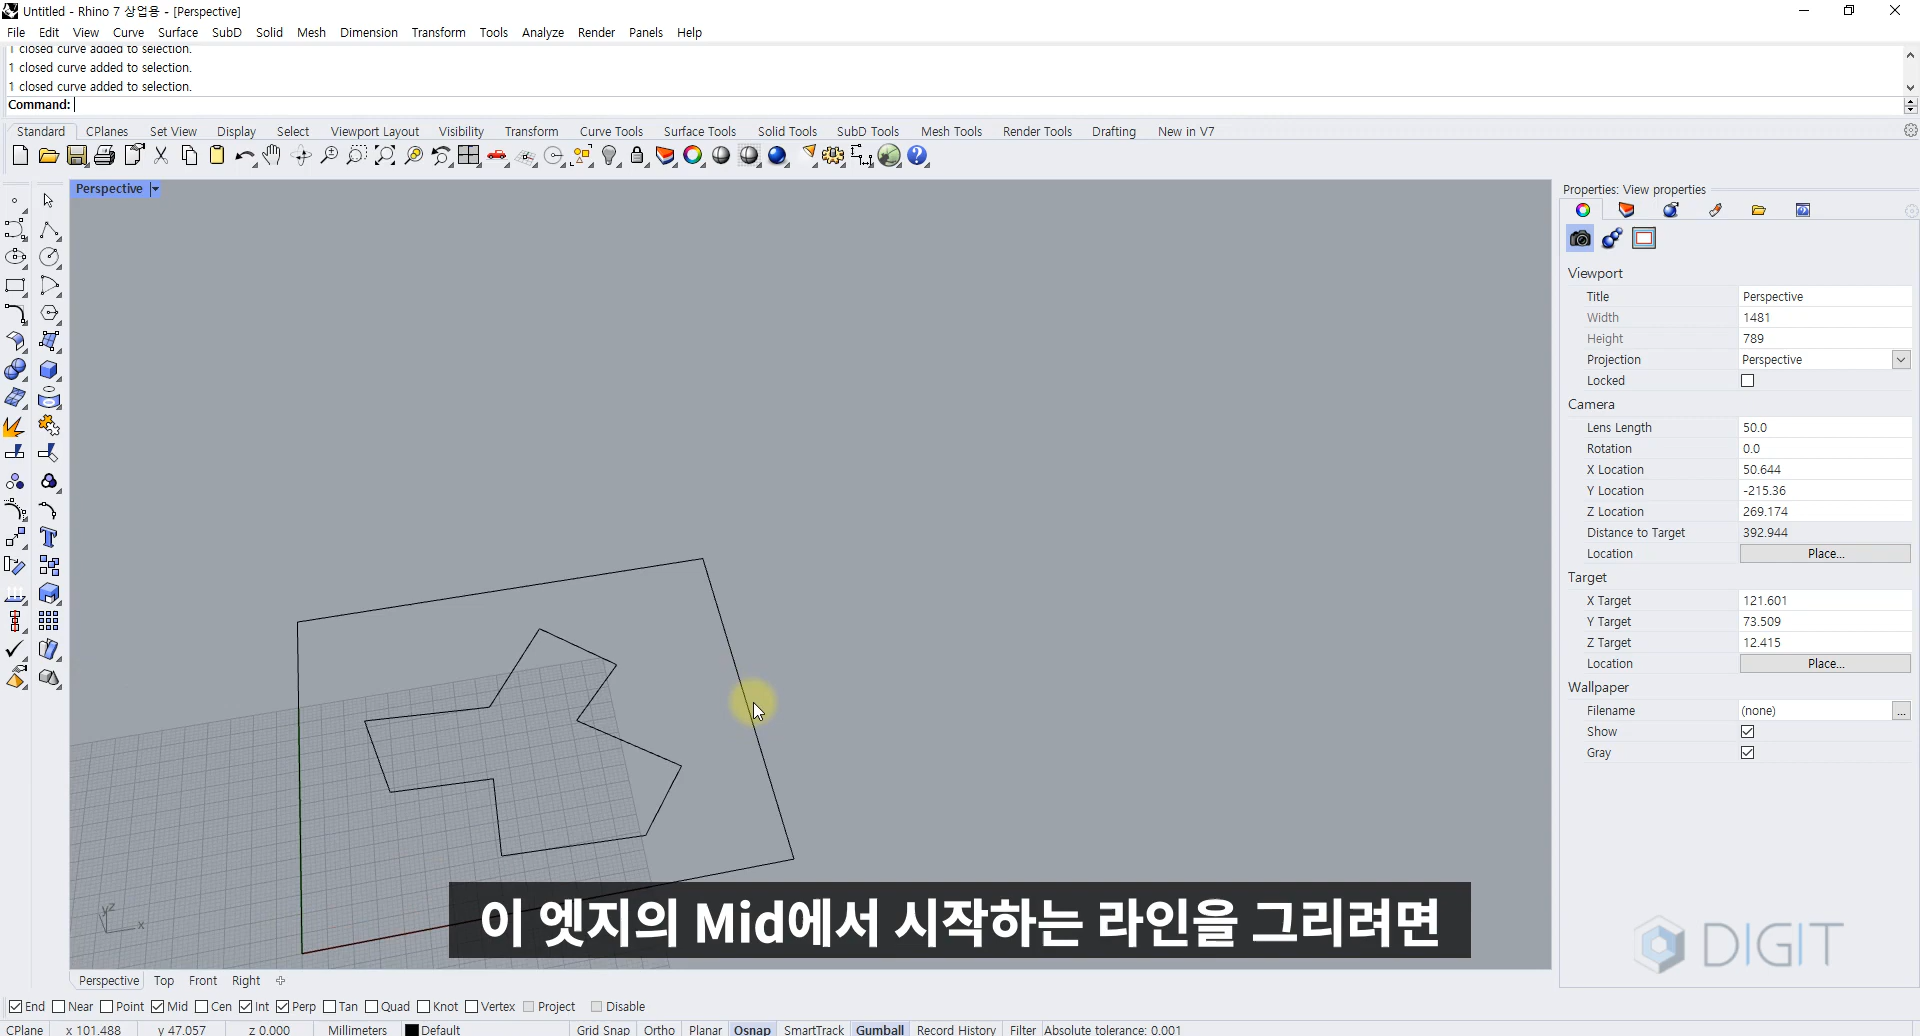 Untitled - Rhino 7 상업용 - [Perspective]
File Edit View Curve Surface SubD Solid Mesh Dimension Transform Tools Analyze Render Panels Help
1 closed curve added to selection.
1 closed curve added to selection.
1 closed curve added to selection.
Command:
Standard CPlanes Set View Display Select Viewport Layout Visibility Transform Curve Tools Surface Tools Solid Tools SubD Tools Mesh Tools Render Tools Drafting New in V7
Perspective
Properties: View properties
Viewport
Title Perspective
Width 1481
Height 789
Projection Perspective
Locked
Camera
Lens Length 50.0
Rotation 0.0
X Location 50.644
Y Location -215.36
Z Location 269.174
Distance to Target 392.944
Location Place...
Target
X Target 121.601
Y Target 73.509
Z Target 12.415
Location Place...
Wallpaper
Filename (none) ...
Show
Gray
yz
x
이 엣지의 Mid에서 시작하는 라인을 그리려면
DIGIT
Perspective Top Front Right
End Near Point Mid Cen Int Perp Tan Quad Knot Vertex Project Disable
CPlane x 101.488 y 47.057 z 0.000 Millimeters Default Grid Snap Ortho Planar Osnap SmartTrack Gumball Record History Filter Absolute tolerance: 0.001